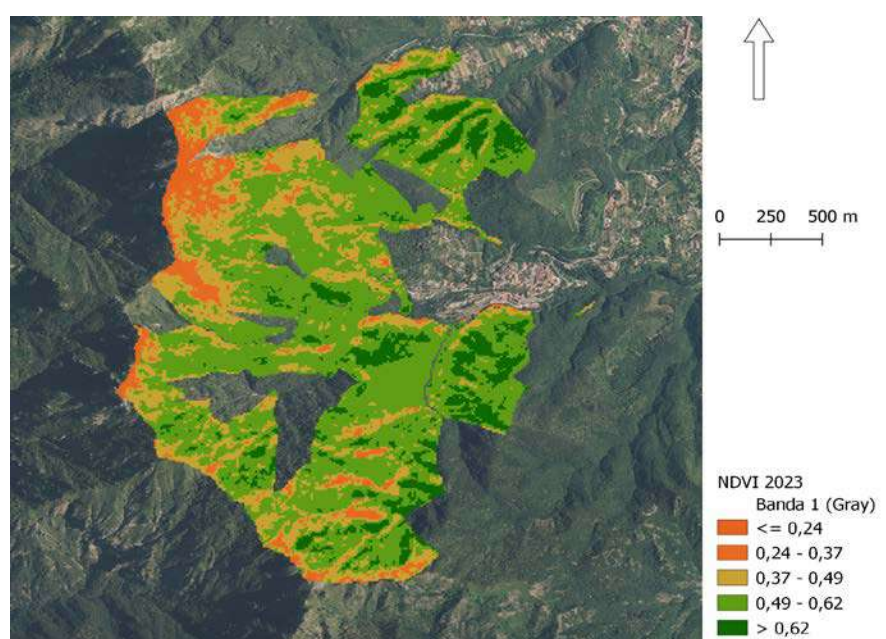 0 250 500 m
NDVI 2023
Banda 1 (Gray)
<= 0,24
0,24 - 0,37
0,37 - 0,49
0,49 - 0,62
> 0,62